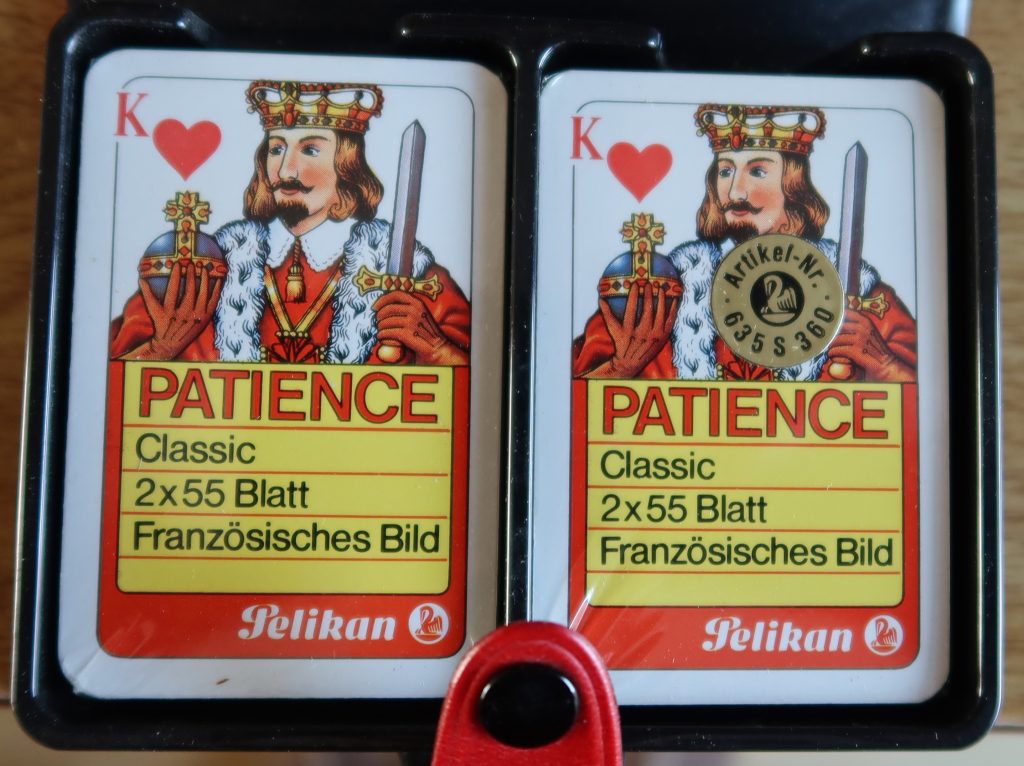 K
PATIENCE
Classic
2x55 Blatt
Französisches Bild
Pelikan
K
Artikel-Nr.
635 S 360
PATIENCE
Classic
2x55 Blatt
Französisches Bild
Pelikan